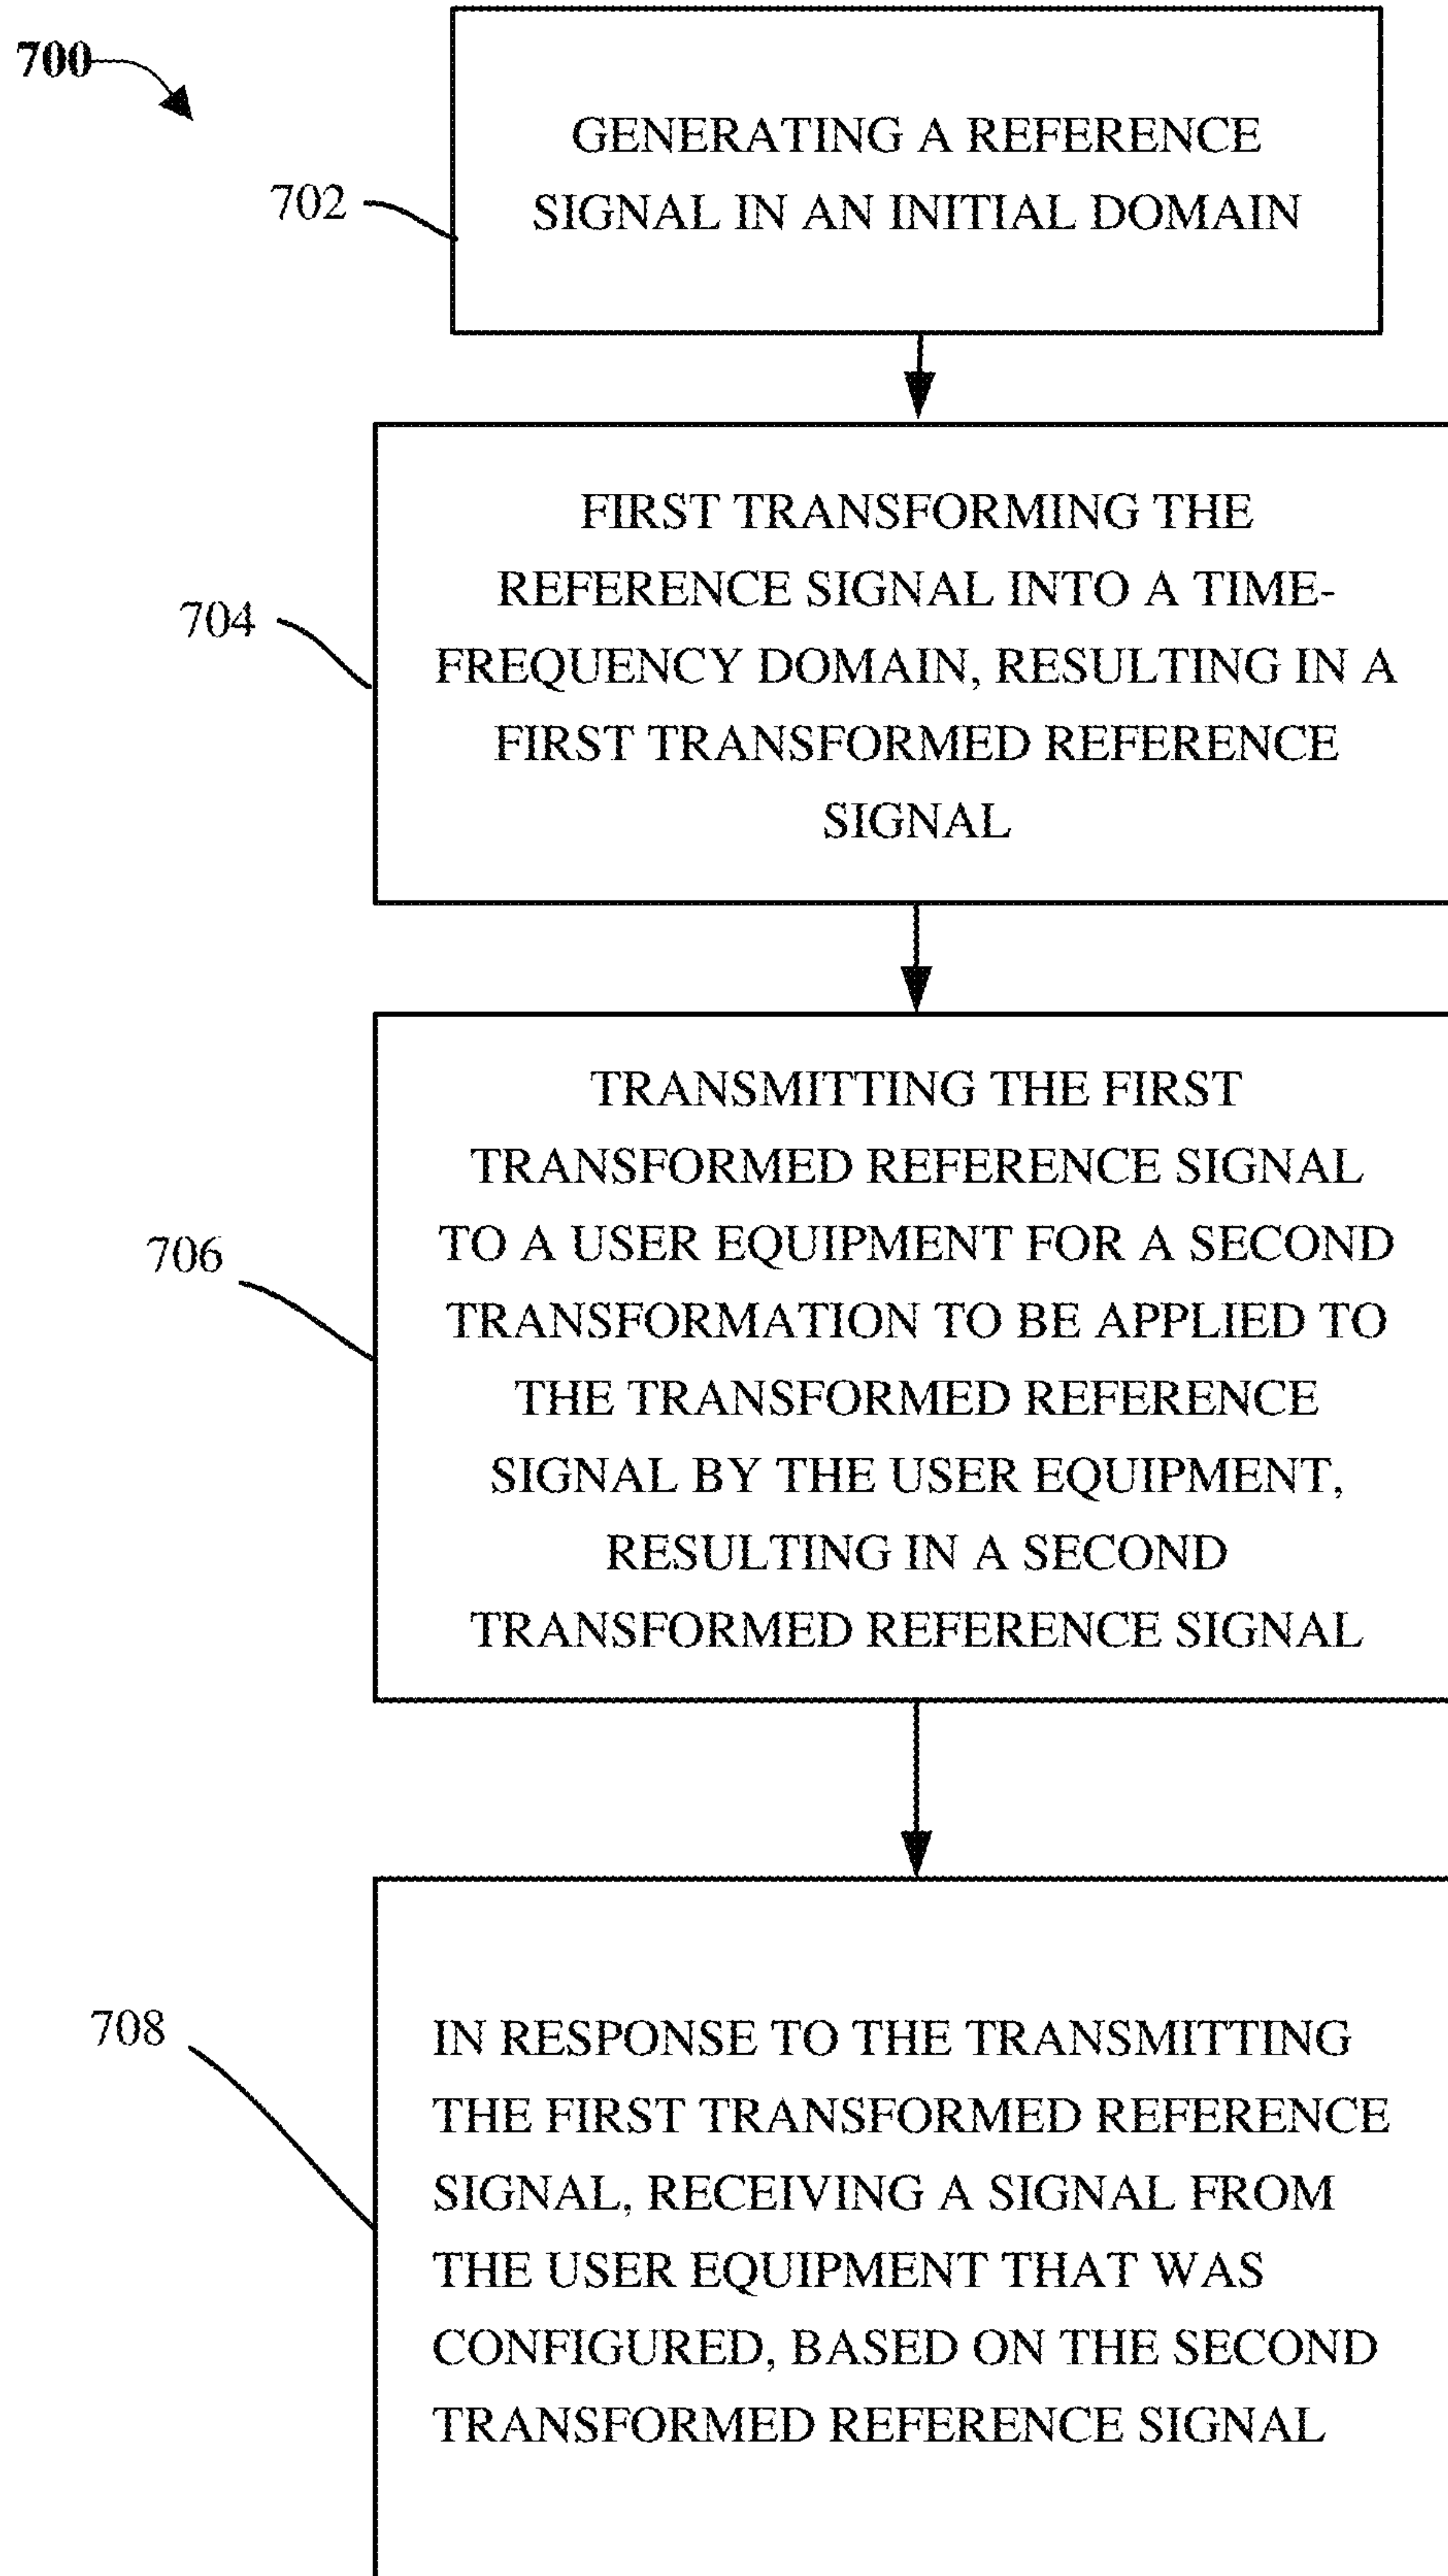 700
GENERATING A REFERENCE
SIGNAL IN AN INITIAL DOMAIN
702
FIRST TRANSFORMING THE
REFERENCE SIGNAL INTO A TIME-
FREQUENCY DOMAIN, RESULTING IN A
FIRST TRANSFORMED REFERENCE
SIGNAL
704
TRANSMITTING THE FIRST
TRANSFORMED REFERENCE SIGNAL
TO A USER EQUIPMENT FOR A SECOND
TRANSFORMATION TO BE APPLIED TO
THE TRANSFORMED REFERENCE
SIGNAL BY THE USER EQUIPMENT,
RESULTING IN A SECOND
TRANSFORMED REFERENCE SIGNAL
706
IN RESPONSE TO THE TRANSMITTING
THE FIRST TRANSFORMED REFERENCE
SIGNAL, RECEIVING A SIGNAL FROM
THE USER EQUIPMENT THAT WAS
CONFIGURED, BASED ON THE SECOND
TRANSFORMED REFERENCE SIGNAL
708